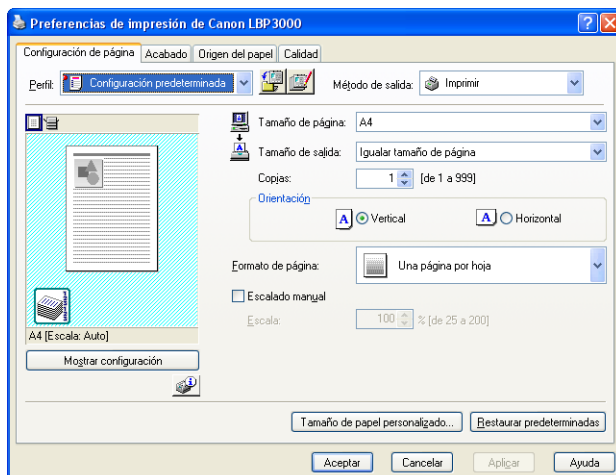 Preferencias de impresión de Canon LBP3000
Configuración de página Acabado Origen del papel Calidad
Perfil: Configuración predeterminada Método de salida: Imprimir
Tamaño de página: A4
Tamaño de salida: Igualar tamaño de página
Copias: 1 [de 1 a 999]
Orientación
A Vertical A Horizontal
Formato de página: Una página por hoja
Escalado manual
Escala: 100 % [de 25 a 200]
A4 [Escala: Auto]
Mostrar configuración
Tamaño de papel personalizado... Restaurar predeterminadas
Aceptar Cancelar Aplicar Ayuda